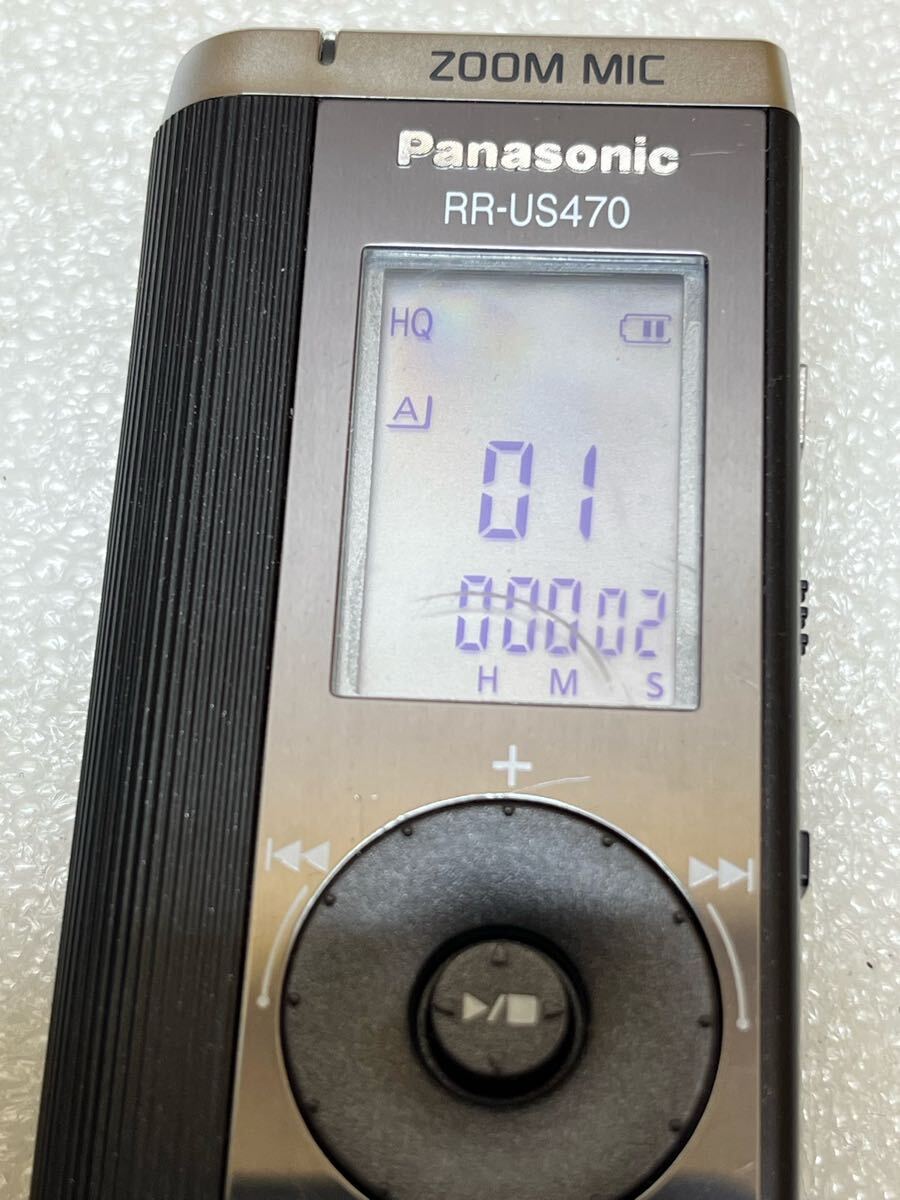 ZOOM MIC
Panasonic
RR-US470
HQ
A
01
00002
H M S
+